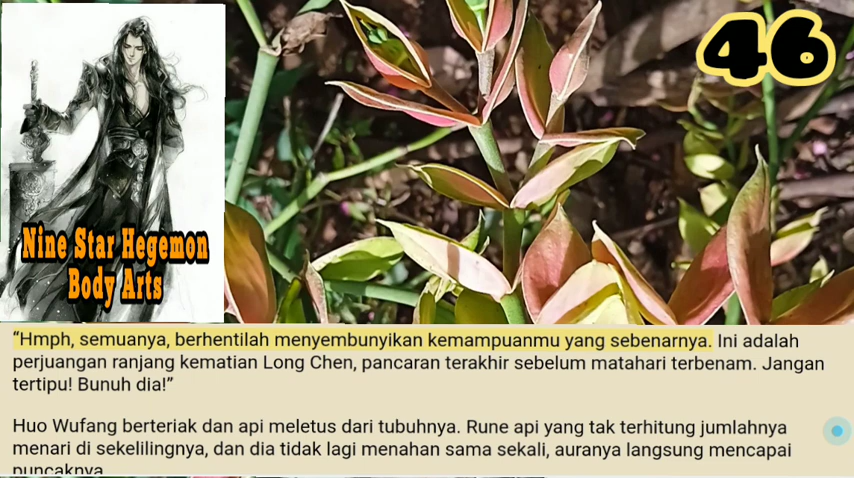 46
Nine Star Hegemon
Body Arts
“Hmph, semuanya, berhentilah menyembunyikan kemampuanmu yang sebenarnya. Ini adalah
perjuangan ranjang kematian Long Chen, pancaran terakhir sebelum matahari terbenam. Jangan
tertipu! Bunuh dia!”
Huo Wufang berteriak dan api meletus dari tubuhnya. Rune api yang tak terhitung jumlahnya
menari di sekelilingnya, dan dia tidak lagi menahan sama sekali, auranya langsung mencapai
puncaknya